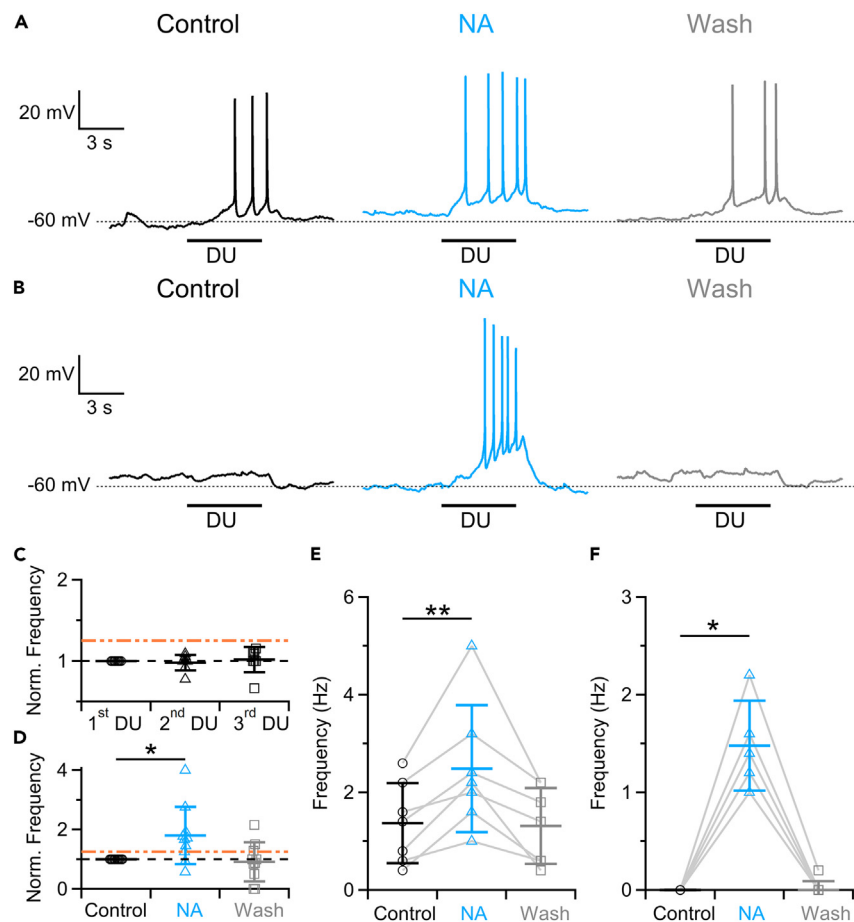 A
Control NA Wash
20 mV
3 s
-60 mV
DU DU DU
B
Control NA Wash
20 mV
3 s
-60 mV
DU DU DU
C
Norm. Frequency
2
1
1st DU 2nd DU 3rd DU
D
Norm. Frequency
*
4
2
0
Control NA Wash
E
Frequency (Hz)
**
6
4
2
0
Control NA Wash
F
Frequency (Hz)
*
3
2
1
0
Control NA Wash